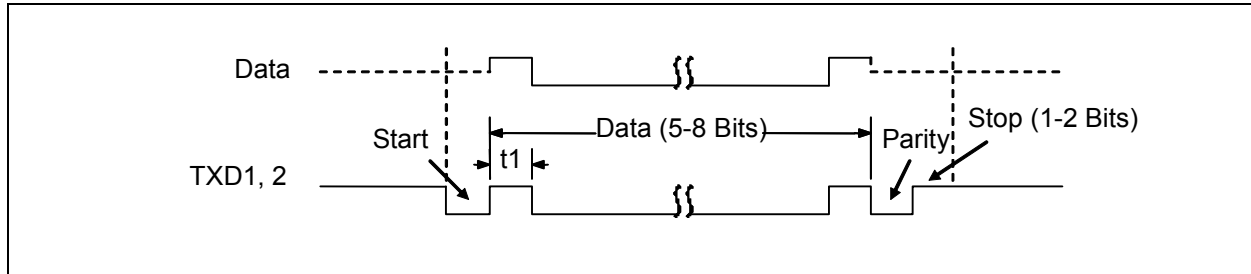 Data
Data (5-8 Bits)
Stop (1-2 Bits)
Start
Parity
t1
TXD1, 2